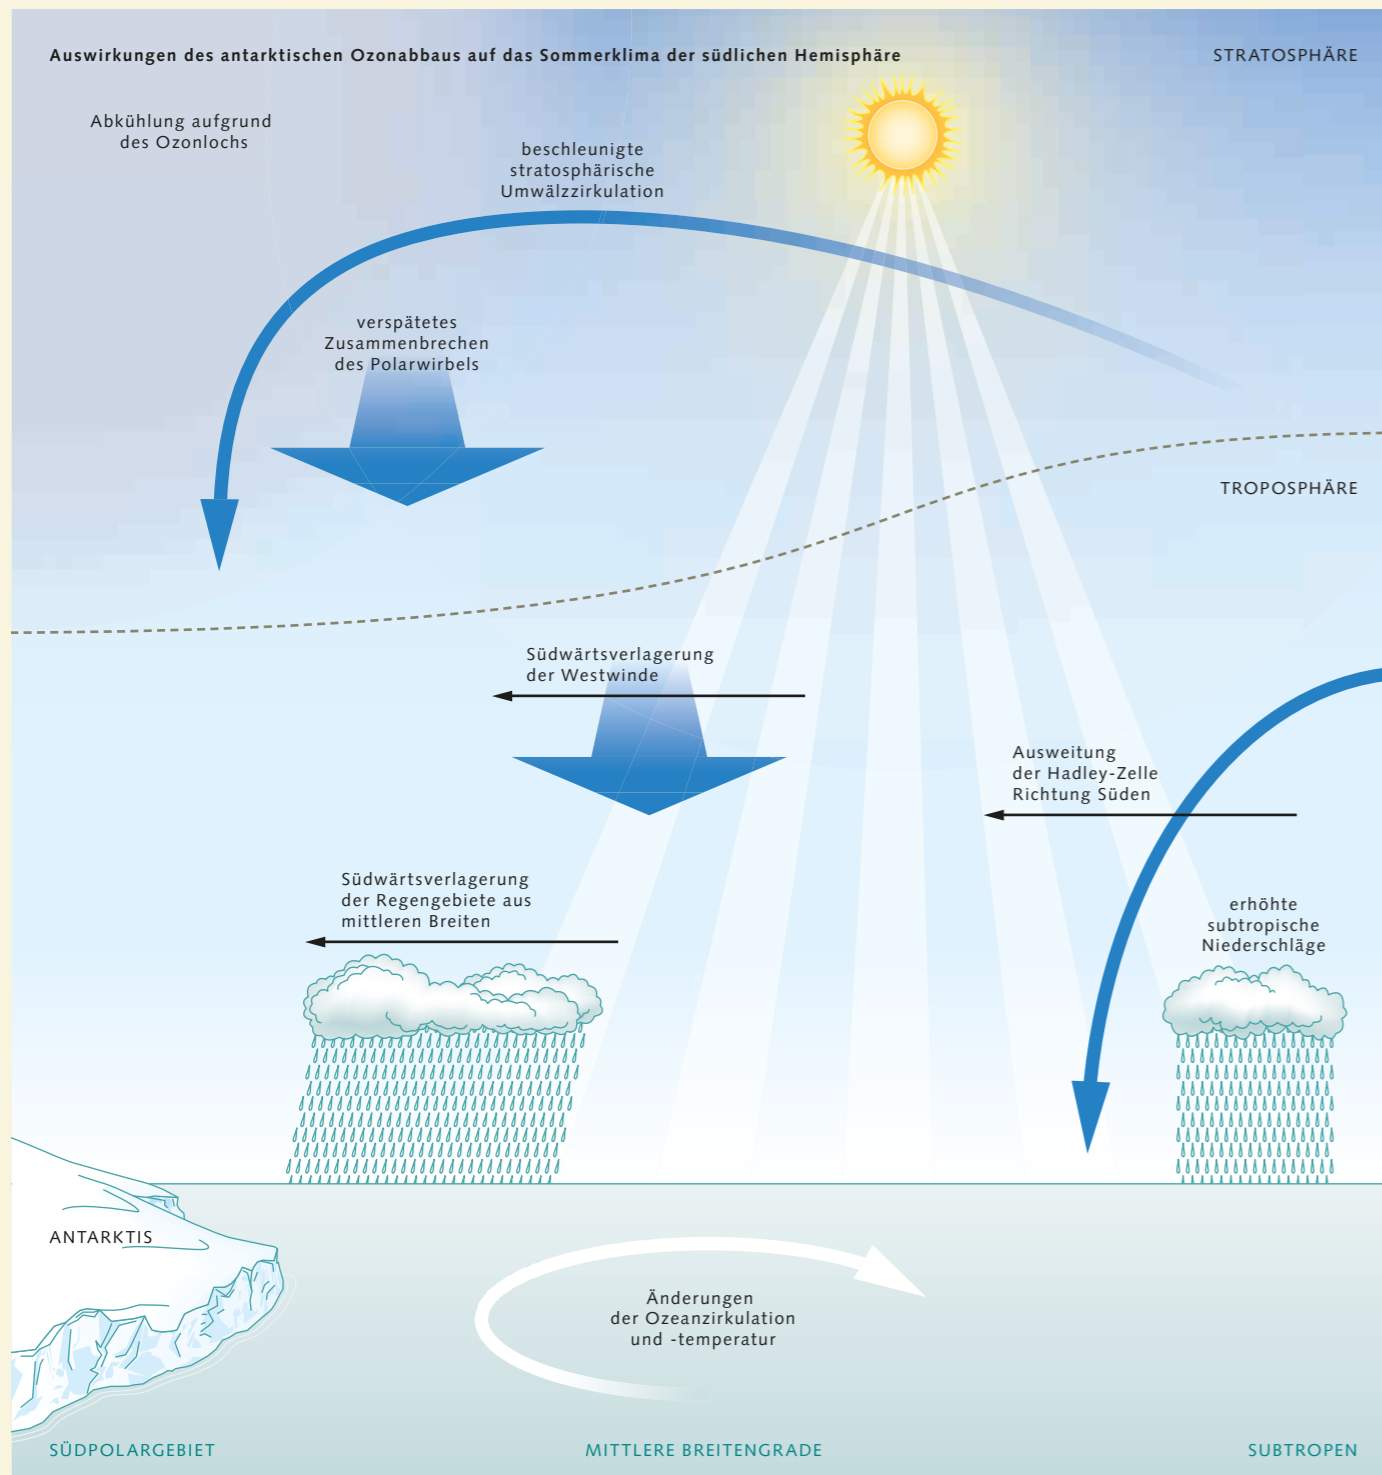 Auswirkungen des antarktischen Ozonabbaus auf das Sommerklima der südlichen Hemisphäre
STRATOSPHÄRE
Abkühlung aufgrund
des Ozonlochs
beschleunigte
stratosphärische
Umwälzzirkulation
verspätetes
Zusammenbrechen
des Polarwirbels
TROPOSPHÄRE
Südwärtsverlagerung
der Westwinde
Ausweitung
der Hadley-Zelle
Richtung Süden
Südwärtsverlagerung
der Regengebiete aus
mittleren Breiten
erhöhte
subtropische
Niederschläge
ANTARKTIS
Änderungen
der Ozeanzirkulation
und -temperatur
SÜDPOLARGEBIET
MITTLERE BREITENGRADE
SUBTROPEN